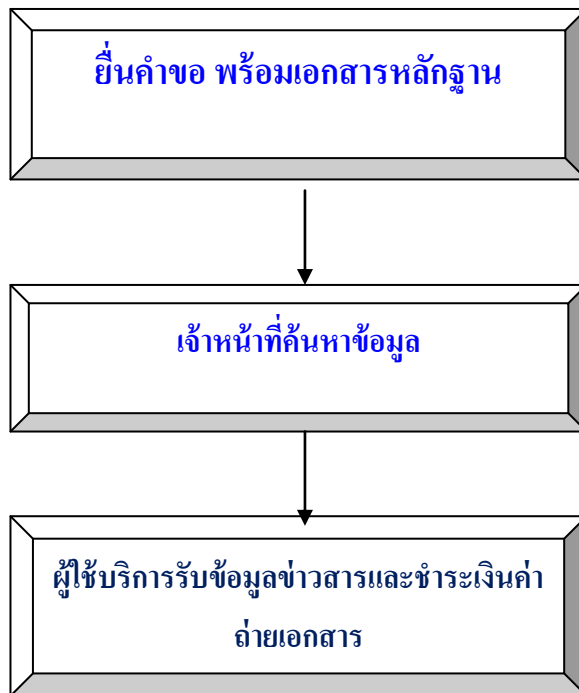 ยื่นคำขอ พร้อมเอกสารหลักฐาน
เจ้าหน้าที่ค้นหาข้อมูล
ผู้ใช้บริการรับข้อมูลข่าวสารและชำระเงินค่า
ถ่ายเอกสาร